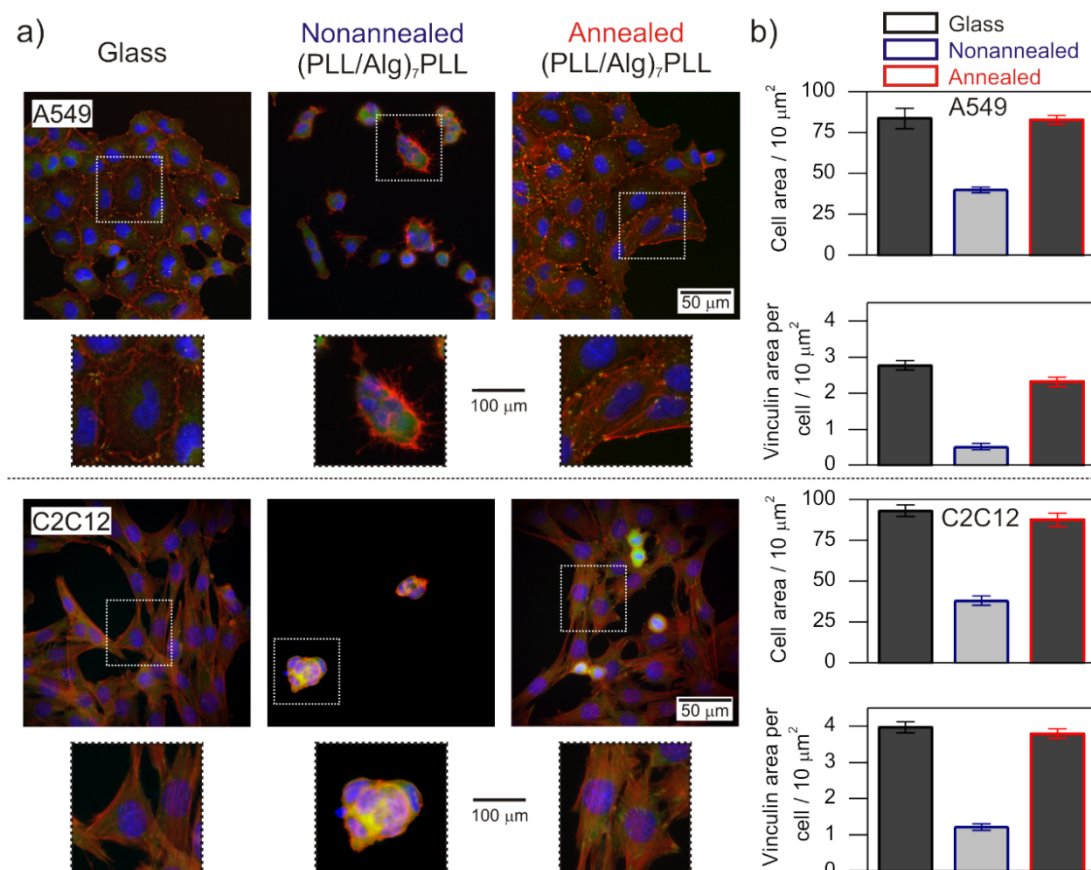 a)
Glass
Nonannealed
(PLL/Alg)₇PLL
Annealed
(PLL/Alg)₇PLL
A549
50 µm
100 µm
C2C12
50 µm
100 µm
b)
Glass
Nonannealed
Annealed
A549
Cell area / 10 µm²
100
75
50
25
0
Vinculin area per
cell / 10 µm²
4
3
2
1
0
C2C12
Cell area / 10 µm²
100
75
50
25
0
Vinculin area per
cell / 10 µm²
4
3
2
1
0